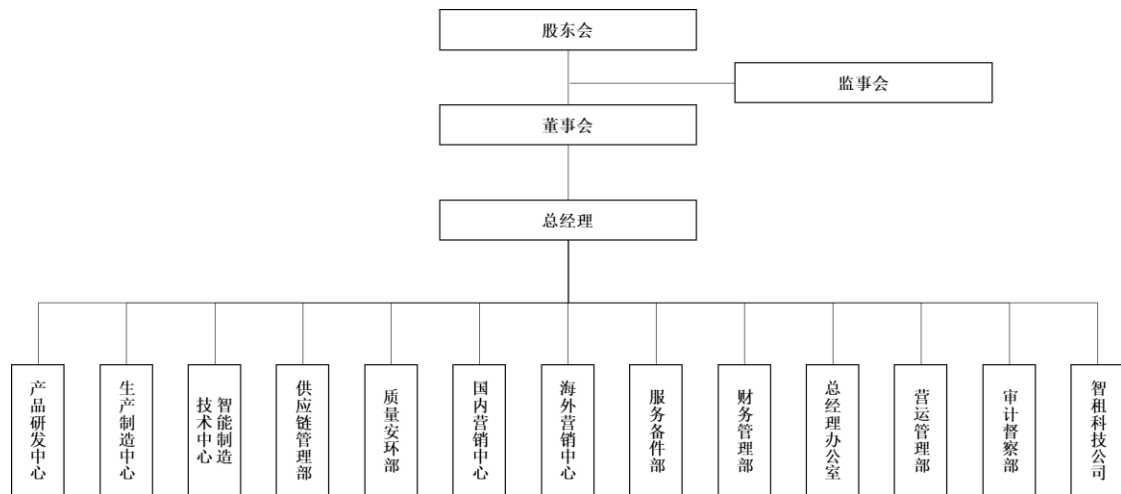 股东会
监事会
董事会
总经理
产品研发中心
生产制造中心
智能制造
技术中心
供应链管理部
质量安环部
国内营销中心
海外营销中心
服务备件部
财务管理部
总经理办公室
营运管理部
审计督察部
智租科技公司